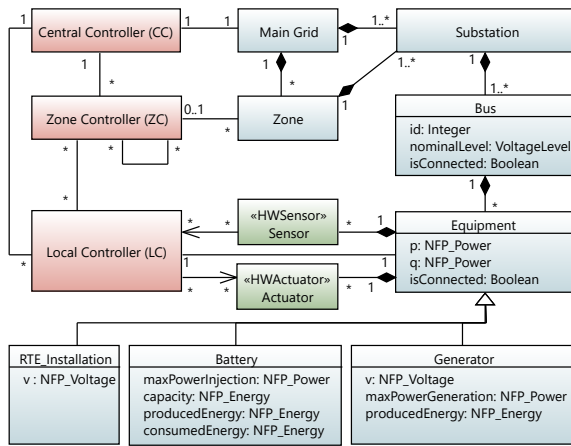 Central Controller (CC)
Main Grid
Substation
1
1
1
1
1..*
1
1
1
*
*
1..*
1
1..*
Zone Controller (ZC)
Zone
0..1
*
*
*
*
Bus
id: Integer
nominalLevel: VoltageLevel
isConnected: Boolean
1
*
*
Local Controller (LC)
«HWSensor»
Sensor
*
*
*
1
Equipment
p: NFP_Power
q: NFP_Power
isConnected: Boolean
*
1
1
«HWActuator»
Actuator
*
*
*
1
RTE_Installation
v : NFP_Voltage
Battery
maxPowerInjection: NFP_Power
capacity: NFP_Energy
producedEnergy: NFP_Energy
consumedEnergy: NFP_Energy
Generator
v: NFP_Voltage
maxPowerGeneration: NFP_Power
producedEnergy: NFP_Energy